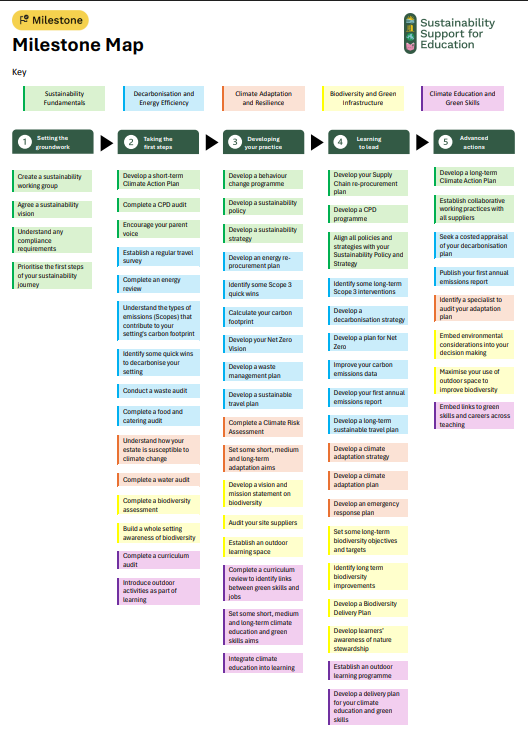 Milestone
Milestone Map
Sustainability
Support for
Education
Key
Sustainability
Fundamentals
Decarbonisation and
Energy Efficiency
Climate Adaptation
and Resilience
Biodiversity and Green
Infrastructure
Climate Education and
Green Skills
1 Setting the
groundwork
2 Taking the
first steps
3 Developing
your practice
4 Learning
to lead
5 Advanced
actions
Create a sustainability
working group
Agree a sustainability
vision
Understand any
compliance
requirements
Prioritise the first steps
of your sustainability
journey
Develop a short-term
Climate Action Plan
Complete a CPD audit
Encourage your parent
voice
Establish a regular travel
survey
Complete an energy
review
Understand the types of
emissions (Scopes) that
contribute to your
setting's carbon footprint
Identify some quick wins
to decarbonise your
setting
Conduct a waste audit
Complete a food and
catering audit
Understand how your
estate is susceptible to
climate change
Complete a water audit
Complete a biodiversity
assessment
Build a whole setting
awareness of biodiversity
Complete a curriculum
audit
Introduce outdoor
activities as part of
learning
Develop a behaviour
change programme
Develop a sustainability
policy
Develop a sustainability
strategy
Develop an energy re-
procurement plan
Identify some Scope 3
quick wins
Calculate your carbon
footprint
Develop your Net Zero
Vision
Develop a waste
management plan
Develop a sustainable
travel plan
Complete a Climate Risk
Assessment
Set some short, medium
and long-term
adaptation aims
Develop a vision and
mission statement on
biodiversity
Audit your site suppliers
Establish an outdoor
learning space
Complete a curriculum
review to identify links
between green skills and
jobs
Set some short, medium
and long-term climate
education and green
skills aims
Integrate climate
education into learning
Develop your Supply
Chain re-procurement
plan
Develop a CPD
programme
Align all policies and
strategies with your
Sustainability Policy and
Strategy
Identify some long-term
Scope 3 interventions
Develop a
decarbonisation strategy
Develop a plan for Net
Zero
Improve your carbon
emissions data
Develop your first annual
emissions report
Develop a long-term
sustainable travel plan
Develop a climate
adaptation strategy
Develop a climate
adaptation plan
Develop an emergency
response plan
Set some long-term
biodiversity objectives
and targets
Identify long term
biodiversity
improvements
Develop a Biodiversity
Delivery Plan
Develop learners'
awareness of nature
stewardship
Establish an outdoor
learning programme
Develop a delivery plan
for your climate
education and green
skills
Develop a long-term
Climate Action Plan
Establish collaborative
working practices with
all suppliers
Seek a costed appraisal
of your decarbonisation
plan
Publish your first annual
emissions report
Identify a specialist to
audit your adaptation
plan
Embed environmental
considerations into your
decision making
Maximise your use of
outdoor space to
improve biodiversity
Embed links to green
skills and careers across
teaching